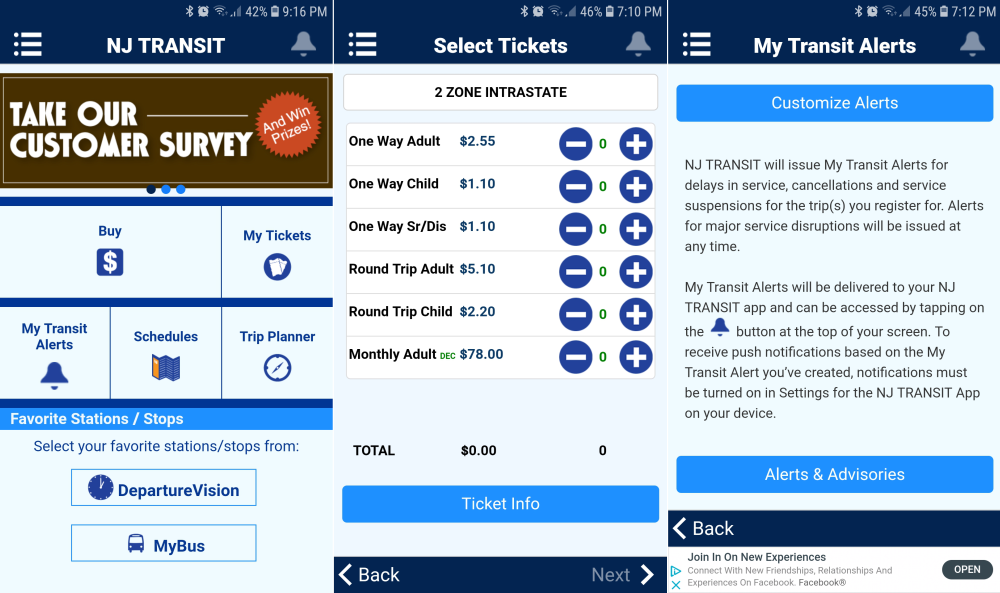 42% 9:16 PM
NJ TRANSIT
TAKE OUR
CUSTOMER SURVEY
And Win
Prizes!
Buy
$
My Tickets
My Transit
Alerts
Schedules
Trip Planner
Favorite Stations / Stops
Select your favorite stations/stops from:
DepartureVision
MyBus
46% 7:10 PM
Select Tickets
2 ZONE INTRASTATE
One Way Adult $2.55 0
One Way Child $1.10 0
One Way Sr/Dis $1.10 0
Round Trip Adult $5.10 0
Round Trip Child $2.20 0
Monthly Adult DEC $78.00 0
TOTAL $0.00 0
Ticket Info
Back Next
45% 7:12 PM
My Transit Alerts
Customize Alerts
NJ TRANSIT will issue My Transit Alerts for
delays in service, cancellations and service
suspensions for the trip(s) you register for. Alerts
for major service disruptions will be issued at
any time.
My Transit Alerts will be delivered to your NJ
TRANSIT app and can be accessed by tapping on
the button at the top of your screen. To
receive push notifications based on the My
Transit Alert you've created, notifications must
be turned on in Settings for the NJ TRANSIT App
on your device.
Alerts & Advisories
Back
Join In On New Experiences
Connect With New Friendships, Relationships And
Experiences On Facebook. Facebook®
OPEN